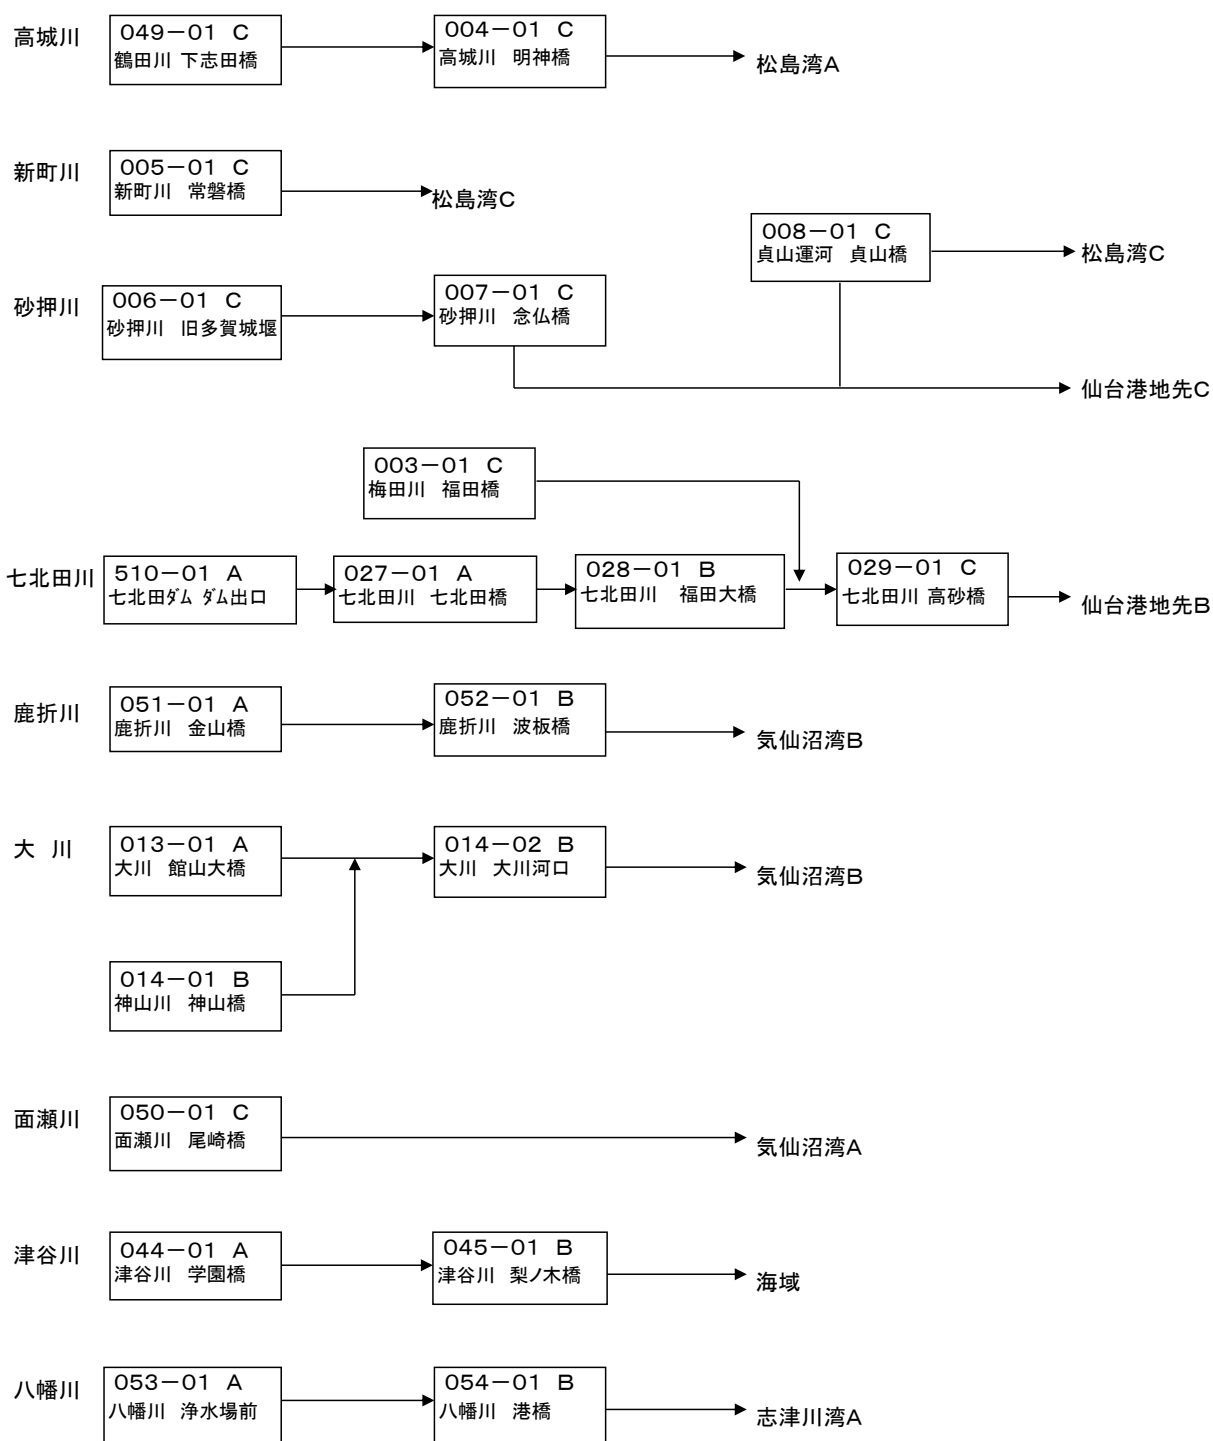 高城川
049－01 C
鶴田川 下志田橋
004－01 C
高城川 明神橋
松島湾A
新町川
005－01 C
新町川 常磐橋
松島湾C
008－01 C
貞山運河 貞山橋
松島湾C
砂押川
006－01 C
砂押川 旧多賀城堰
007－01 C
砂押川 念仏橋
仙台港地先C
003－01 C
梅田川 福田橋
七北田川
510－01 A
七北田ﾀﾞﾑ ﾀﾞﾑ出口
027－01 A
七北田川 七北田橋
028－01 B
七北田川 福田大橋
029－01 C
七北田川 高砂橋
仙台港地先B
鹿折川
051－01 A
鹿折川 金山橋
052－01 B
鹿折川 浪板橋
気仙沼湾B
大 川
013－01 A
大川 館山大橋
014－02 B
大川 大川河口
気仙沼湾B
014－01 B
神山川 神山橋
面瀬川
050－01 C
面瀬川 尾崎橋
気仙沼湾A
津谷川
044－01 A
津谷川 学園橋
045－01 B
津谷川 梨ノ木橋
海域
八幡川
053－01 A
八幡川 浄水場前
054－01 B
八幡川 港橋
志津川湾A